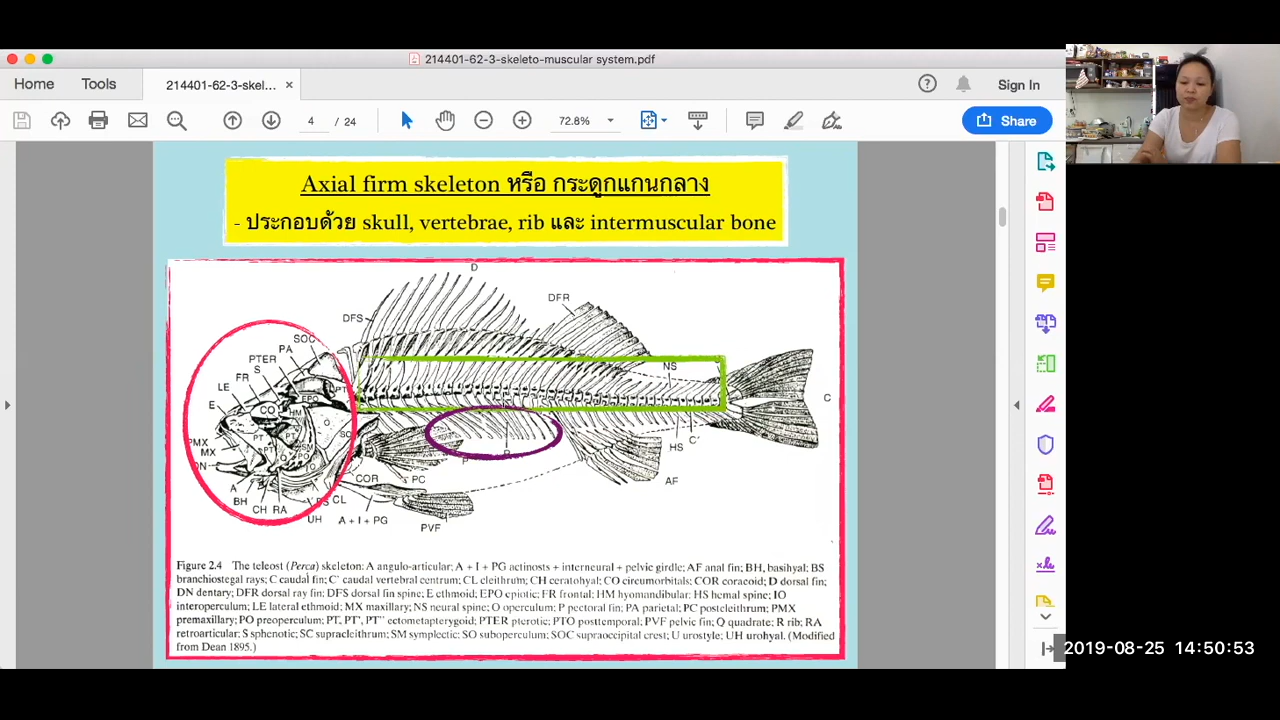 214401-62-3-skeleto-muscular system.pdf
Home Tools 214401-62-3-skel... × Sign In
4 / 24 72.8% Share
Axial firm skeleton หรือ กระดูกแกนกลาง
- ประกอบด้วย skull, vertebrae, rib และ intermuscular bone
D
DFR
DFS
SOC
PA
PTER
S
FR
LE
E
NS
C
PT
EPO
CO
HM
O
PT
PT
SM
PO
SO
PMX
MX
DN
A
BH
CH RA
UH
CL
COR
A + I + PG
PC
P
R
PVF
AF
HS
C'
Figure 2.4 The teleost (Perca) skeleton: A angulo-articular; A + I + PG actinosts + interneural + pelvic girdle; AF anal fin; BH, basihyal; BS
branchiostegal rays; C caudal fin; C' caudal vertebral centrum; CL cleithrum; CH ceratohyal; CO circumorbitals; COR coracoid; D dorsal fin;
DN dentary; DFR dorsal ray fin; DFS dorsal fin spine; E ethmoid; EPO epiotic; FR frontal; HM hyomandibular; HS hemal spine; IO
interoperculum; LE lateral ethmoid; MX maxillary; NS neural spine; O operculum; P pectoral fin; PA parietal; PC postcleithrum; PMX
premaxillary; PO preoperculum; PT, PT', PT'' ectometapterygoid; PTER pterotic; PTO posttemporal; PVF pelvic fin; Q quadrate; R rib; RA
retroarticular; S sphenotic; SC supracleithrum; SM symplectic; SO suboperculum; SOC supraoccipital crest; U urostyle; UH urohyal. (Modified
from Dean 1895.)
2019-08-25 14:50:53